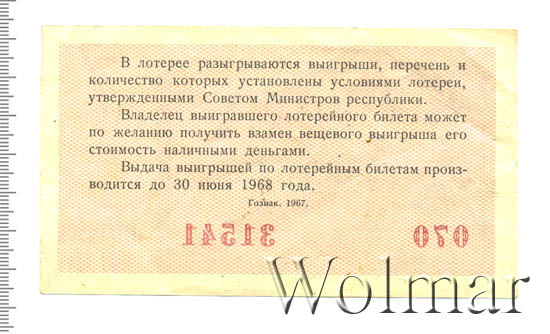 В лотерее разыгрываются выигрыши, перечень и
количество которых установлены условиями лотереи,
утвержденными Советом Министров республики.
Владелец выигравшего лотерейного билета может
по желанию получить взамен вещевого выигрыша его
стоимость наличными деньгами.
Выдача выигрышей по лотерейным билетам произ-
водится до 30 июня 1968 года.
Гознак. 1967.
070 31541
Wolmar